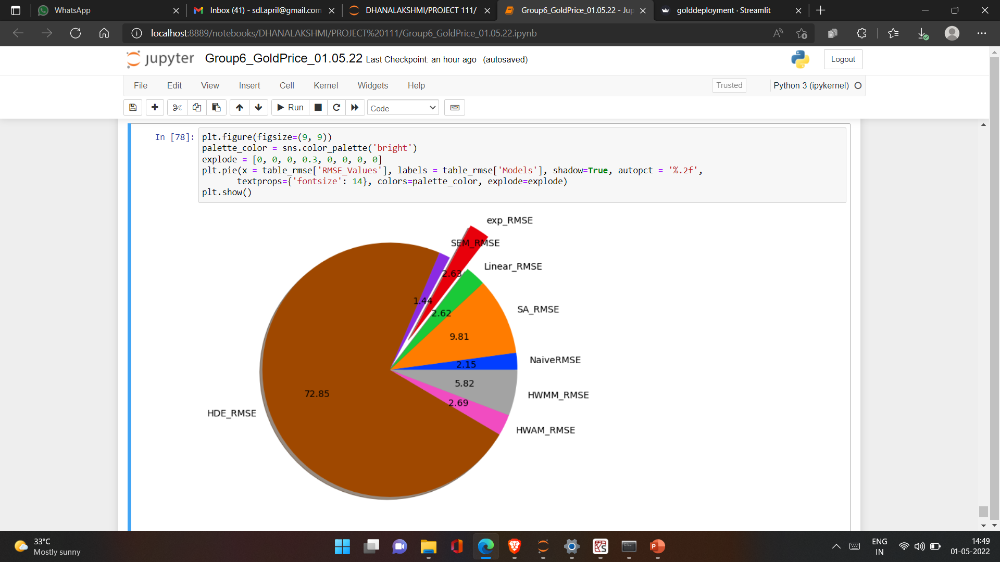 WhatsApp
Inbox (41) - sdl.april@gmail.com
DHANALAKSHMI/PROJECT 111/
Group6_GoldPrice_01.05.22 - Jup
golddeployment · Streamlit
localhost:8889/notebooks/DHANALAKSHMI/PROJECT%20111/Group6_GoldPrice_01.05.22.ipynb
jupyter Group6_GoldPrice_01.05.22 Last Checkpoint: an hour ago (autosaved)
Logout
File Edit View Insert Cell Kernel Widgets Help
Trusted
Python 3 (ipykernel)
Run
Code
In [78]:
plt.figure(figsize=(9, 9))
palette_color = sns.color_palette('bright')
explode = [0, 0, 0, 0.3, 0, 0, 0, 0]
plt.pie(x = table_rmse['RMSE_Values'], labels = table_rmse['Models'], shadow=True, autopct = '%.2f',
textprops={'fontsize': 14}, colors=palette_color, explode=explode)
plt.show()
exp_RMSE
SEM_RMSE
Linear_RMSE
2.63
1.44
2.62
SA_RMSE
9.81
NaiveRMSE
2.15
5.82
HWMM_RMSE
72.85
2.69
HDE_RMSE
HWAM_RMSE
33°C
Mostly sunny
ENG
IN
14:49
01-05-2022